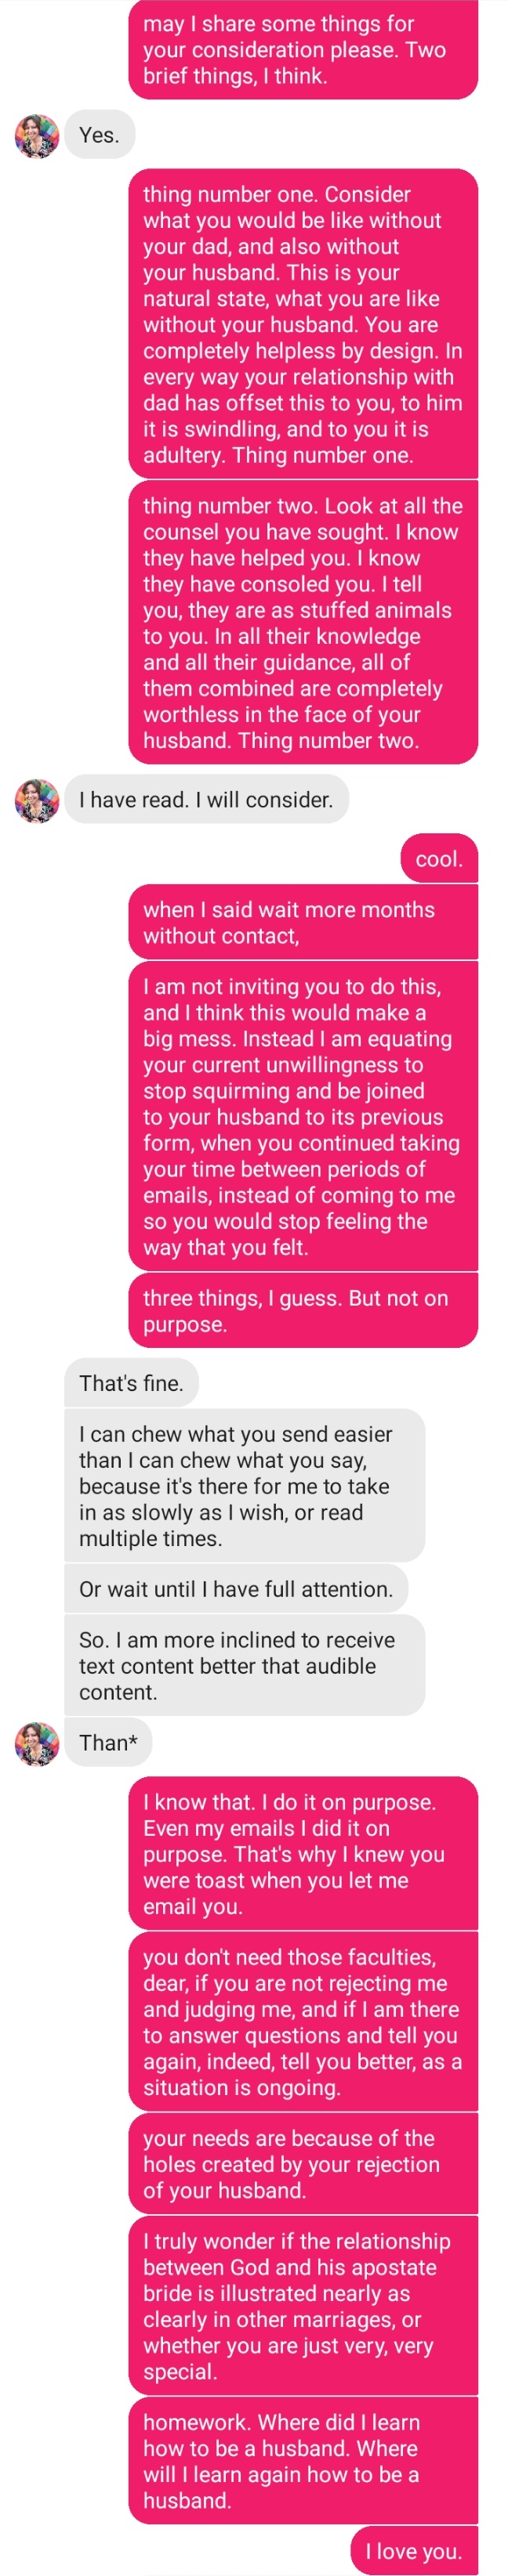 may I share some things for
your consideration please. Two
brief things, I think.
Yes.
thing number one. Consider
what you would be like without
your dad, and also without
your husband. This is your
natural state, what you are like
without your husband. You are
completely helpless by design. In
every way your relationship with
dad has offset this to you, to him
it is swindling, and to you it is
adultery. Thing number one.
thing number two. Look at all the
counsel you have sought. I know
they have helped you. I know
they have consoled you. I tell
you, they are as stuffed animals
to you. In all their knowledge
and all their guidance, all of
them combined are completely
worthless in the face of your
husband. Thing number two.
I have read. I will consider.
cool.
when I said wait more months
without contact,
I am not inviting you to do this,
and I think this would make a
big mess. Instead I am equating
your current unwillingness to
stop squirming and be joined
to your husband to its previous
form, when you continued taking
your time between periods of
emails, instead of coming to me
so you would stop feeling the
way that you felt.
three things, I guess. But not on
purpose.
That's fine.
I can chew what you send easier
than I can chew what you say,
because it's there for me to take
in as slowly as I wish, or read
multiple times.
Or wait until I have full attention.
So. I am more inclined to receive
text content better that audible
content.
Than*
I know that. I do it on purpose.
Even my emails I did it on
purpose. That's why I knew you
were toast when you let me
email you.
you don't need those faculties,
dear, if you are not rejecting me
and judging me, and if I am there
to answer questions and tell you
again, indeed, tell you better, as a
situation is ongoing.
your needs are because of the
holes created by your rejection
of your husband.
I truly wonder if the relationship
between God and his apostate
bride is illustrated nearly as
clearly in other marriages, or
whether you are just very, very
special.
homework. Where did I learn
how to be a husband. Where
will I learn again how to be a
husband.
I love you.